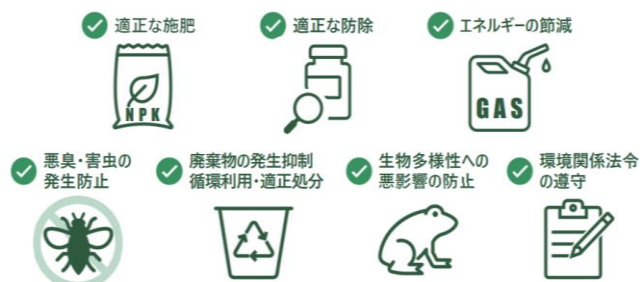 適正な施肥
適正な防除
エネルギーの節減
NPK
GAS
悪臭・害虫の
発生防止
廃棄物の発生抑制
循環利用・適正処分
生物多様性への
悪影響の防止
環境関係法令
の遵守